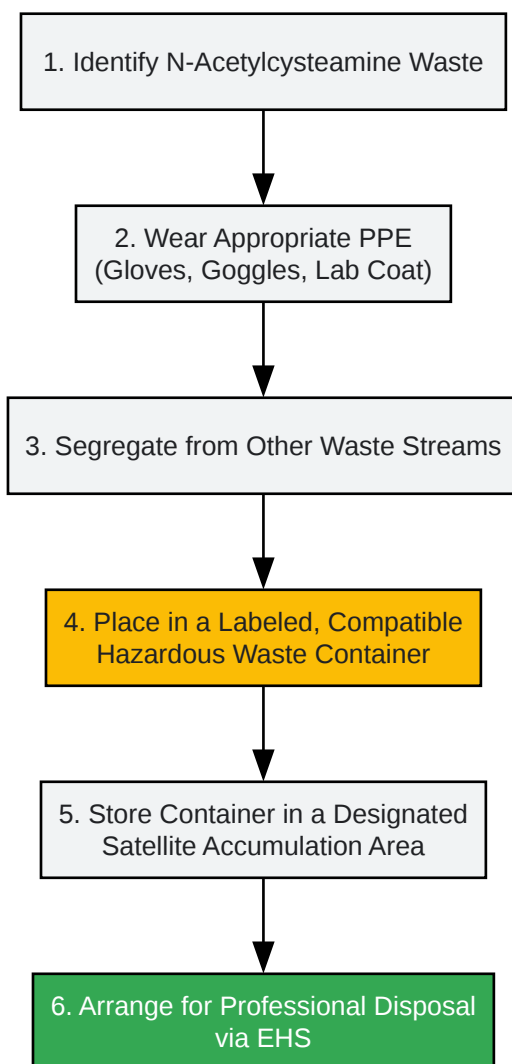 1. Identify N-Acetylcysteamine Waste
2. Wear Appropriate PPE
(Gloves, Goggles, Lab Coat)
3. Segregate from Other Waste Streams
4. Place in a Labeled, Compatible
Hazardous Waste Container
5. Store Container in a Designated
Satellite Accumulation Area
6. Arrange for Professional Disposal
via EHS